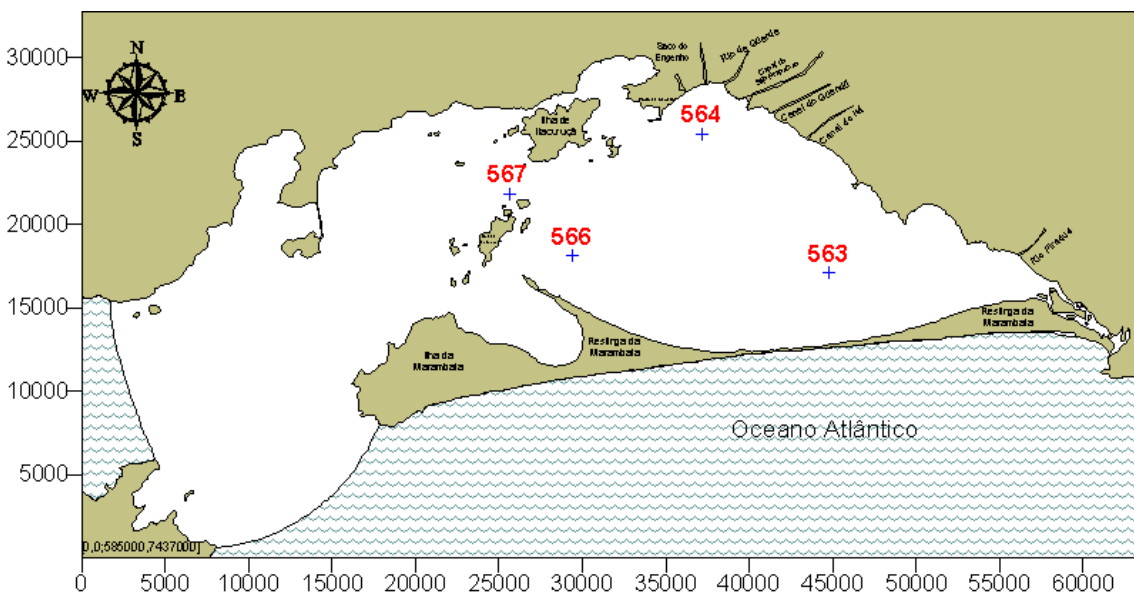 30000
25000
20000
15000
10000
5000
0
5000
10000
15000
20000
25000
30000
35000
40000
45000
50000
55000
60000
N
W
E
S
Saco do
Engenho
Rio da Guarda
Canal do
Canal do Guandu
Canal do Itá
Ilha de
Itacuruçá
564
567
566
563
Rio Piraquê
Restinga da
Marambaia
Restinga da
Marambaia
Ilha da
Marambaia
Oceano Atlântico
0,0;585000,7437000]